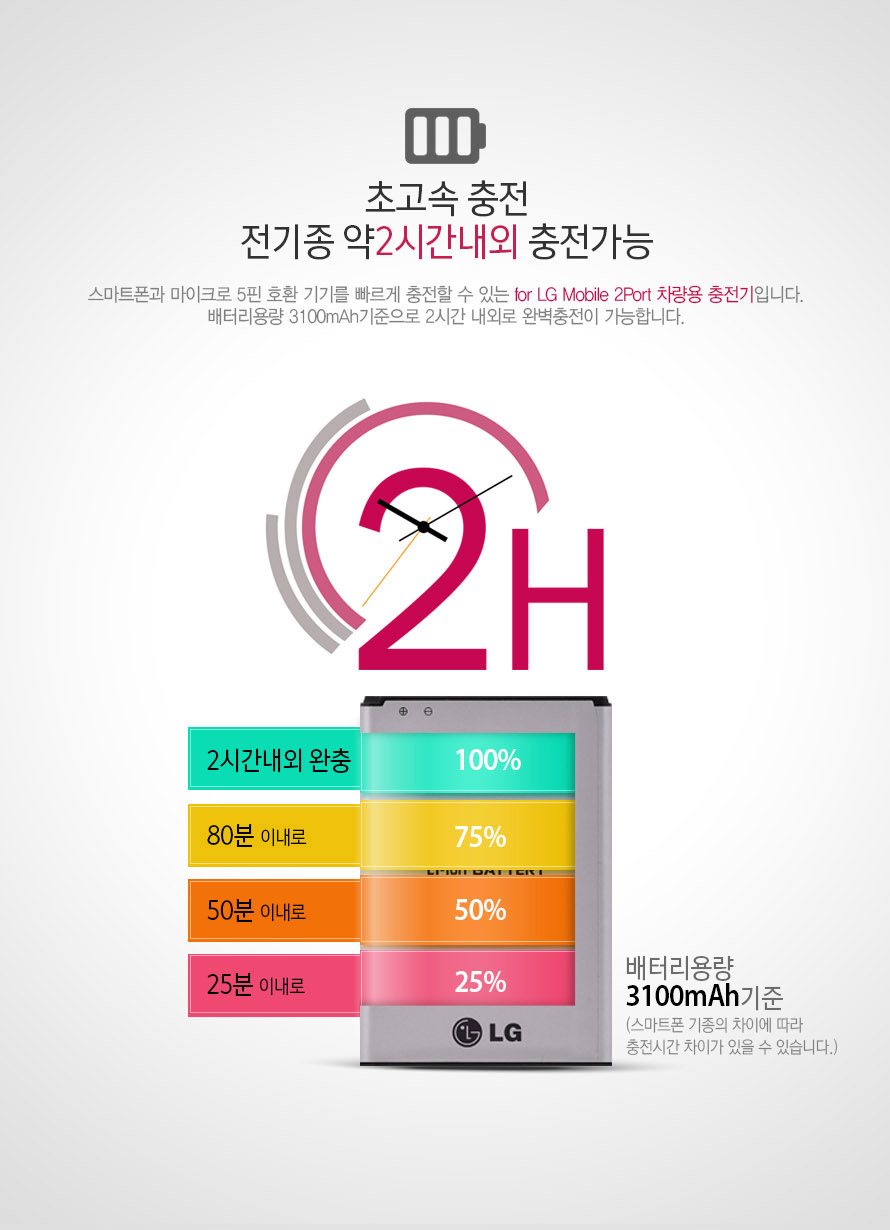 초고속 충전
전기종 약2시간내외 충전가능
스마트폰과 마이크로 5핀 호환 기기를 빠르게 충전할 수 있는 for LG Mobile 2Port 차량용 충전기입니다.
배터리용량 3100mAh기준으로 2시간 내외로 완벽충전이 가능합니다.
2H
2시간내외 완충 100%
80분 이내로 75%
Li-ion BATTERY
50분 이내로 50%
25분 이내로 25%
LG
배터리용량
3100mAh기준
(스마트폰 기종의 차이에 따라
충전시간 차이가 있을 수 있습니다.)